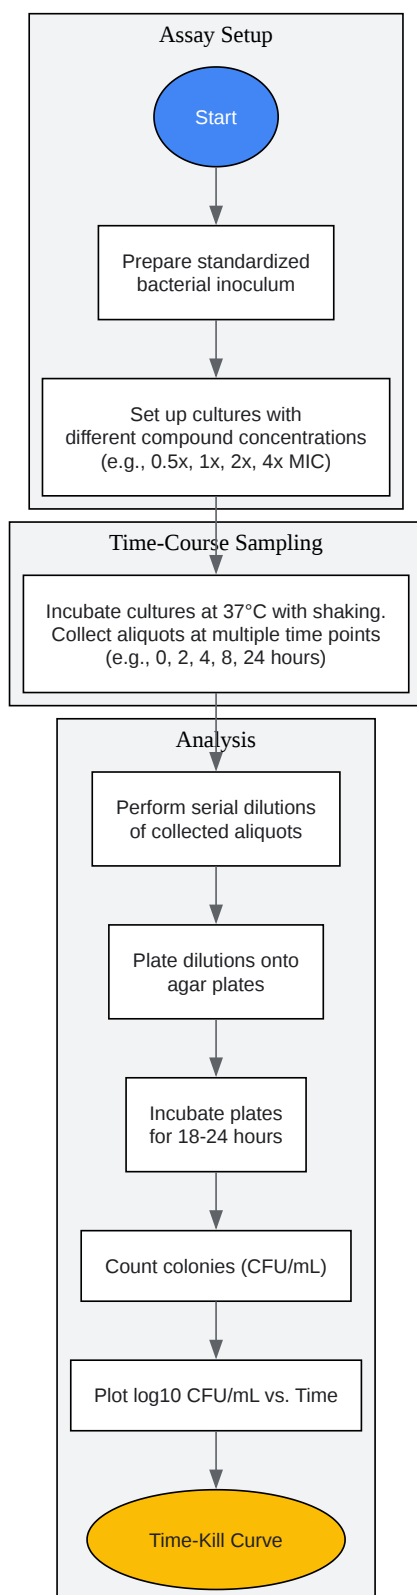 Assay Setup
Start
Prepare standardized
bacterial inoculum
Set up cultures with
different compound concentrations
(e.g., 0.5x, 1x, 2x, 4x MIC)
Time-Course Sampling
Incubate cultures at 37°C with shaking.
Collect aliquots at multiple time points
(e.g., 0, 2, 4, 8, 24 hours)
Analysis
Perform serial dilutions
of collected aliquots
Plate dilutions onto
agar plates
Incubate plates
for 18-24 hours
Count colonies (CFU/mL)
Plot log10 CFU/mL vs. Time
Time-Kill Curve